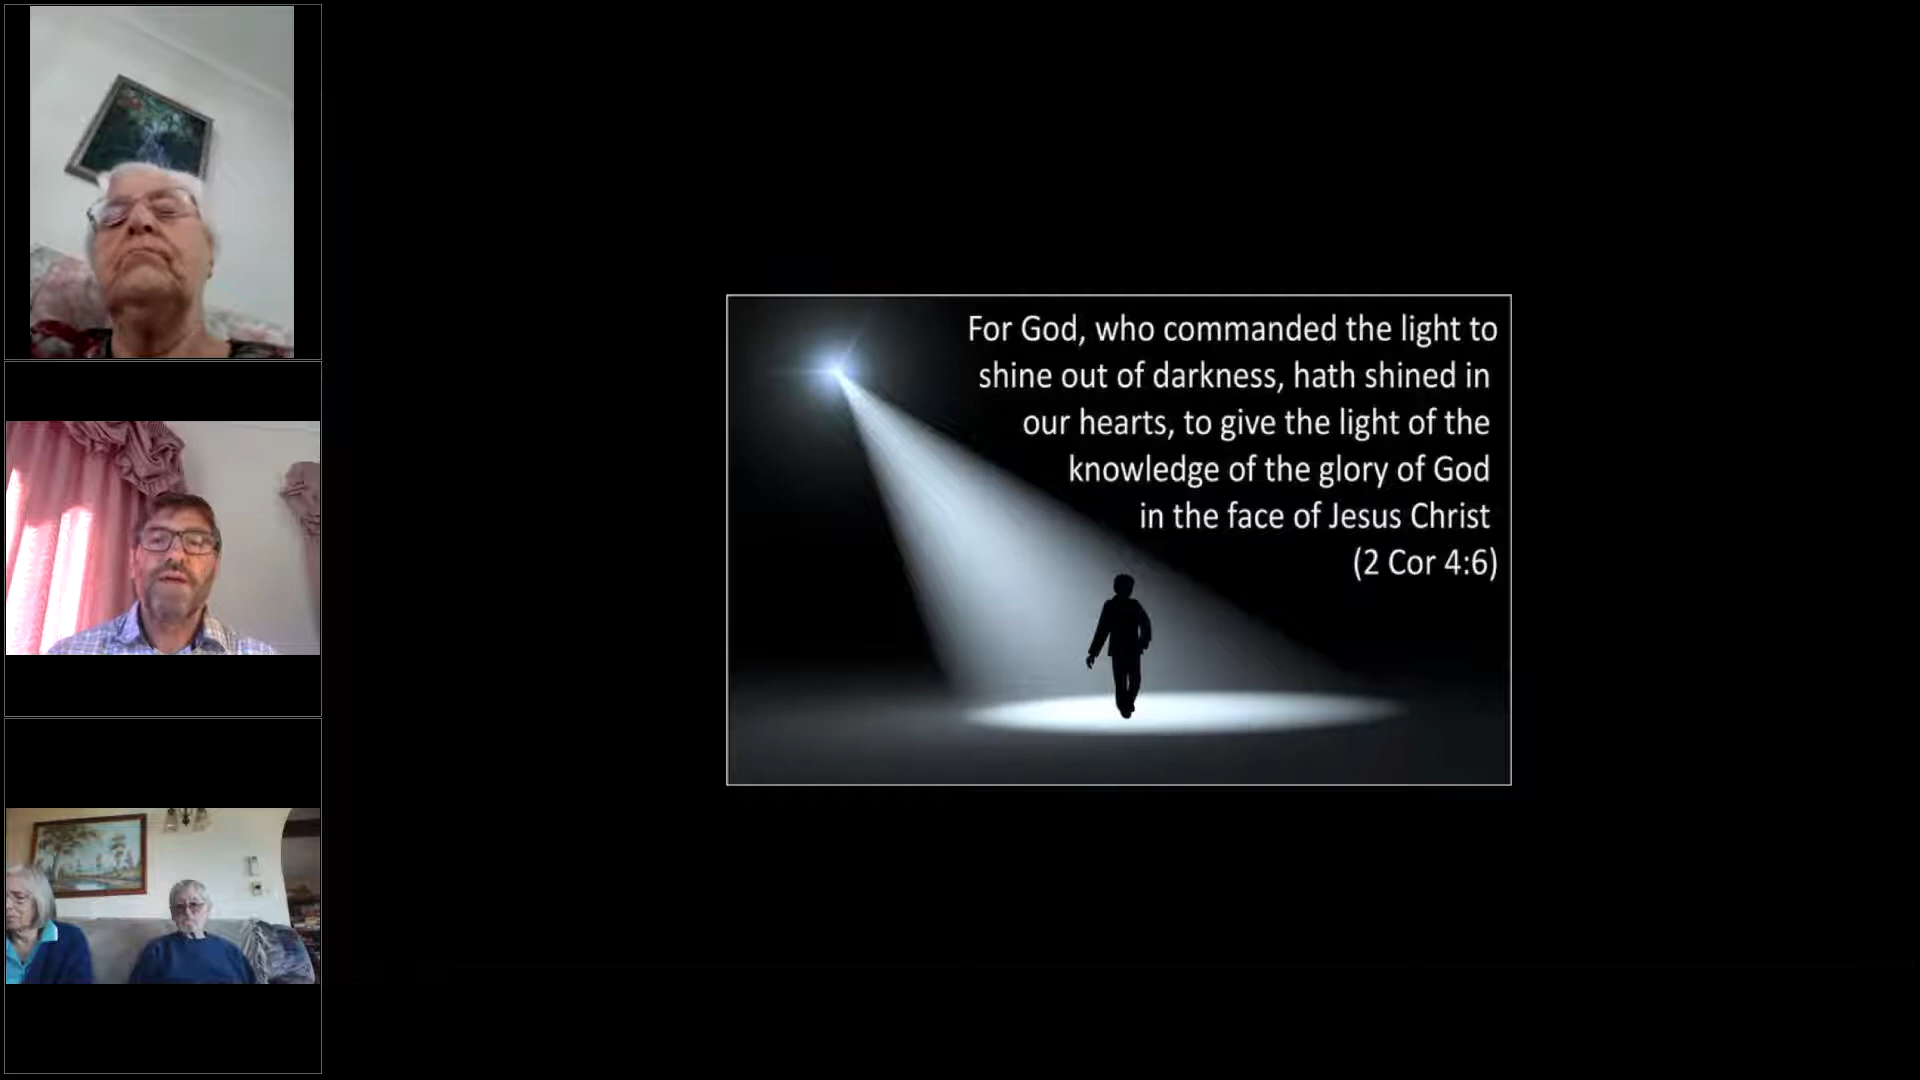 For God, who commanded the light to
shine out of darkness, hath shined in
our hearts, to give the light of the
knowledge of the glory of God
in the face of Jesus Christ
(2 Cor 4:6)